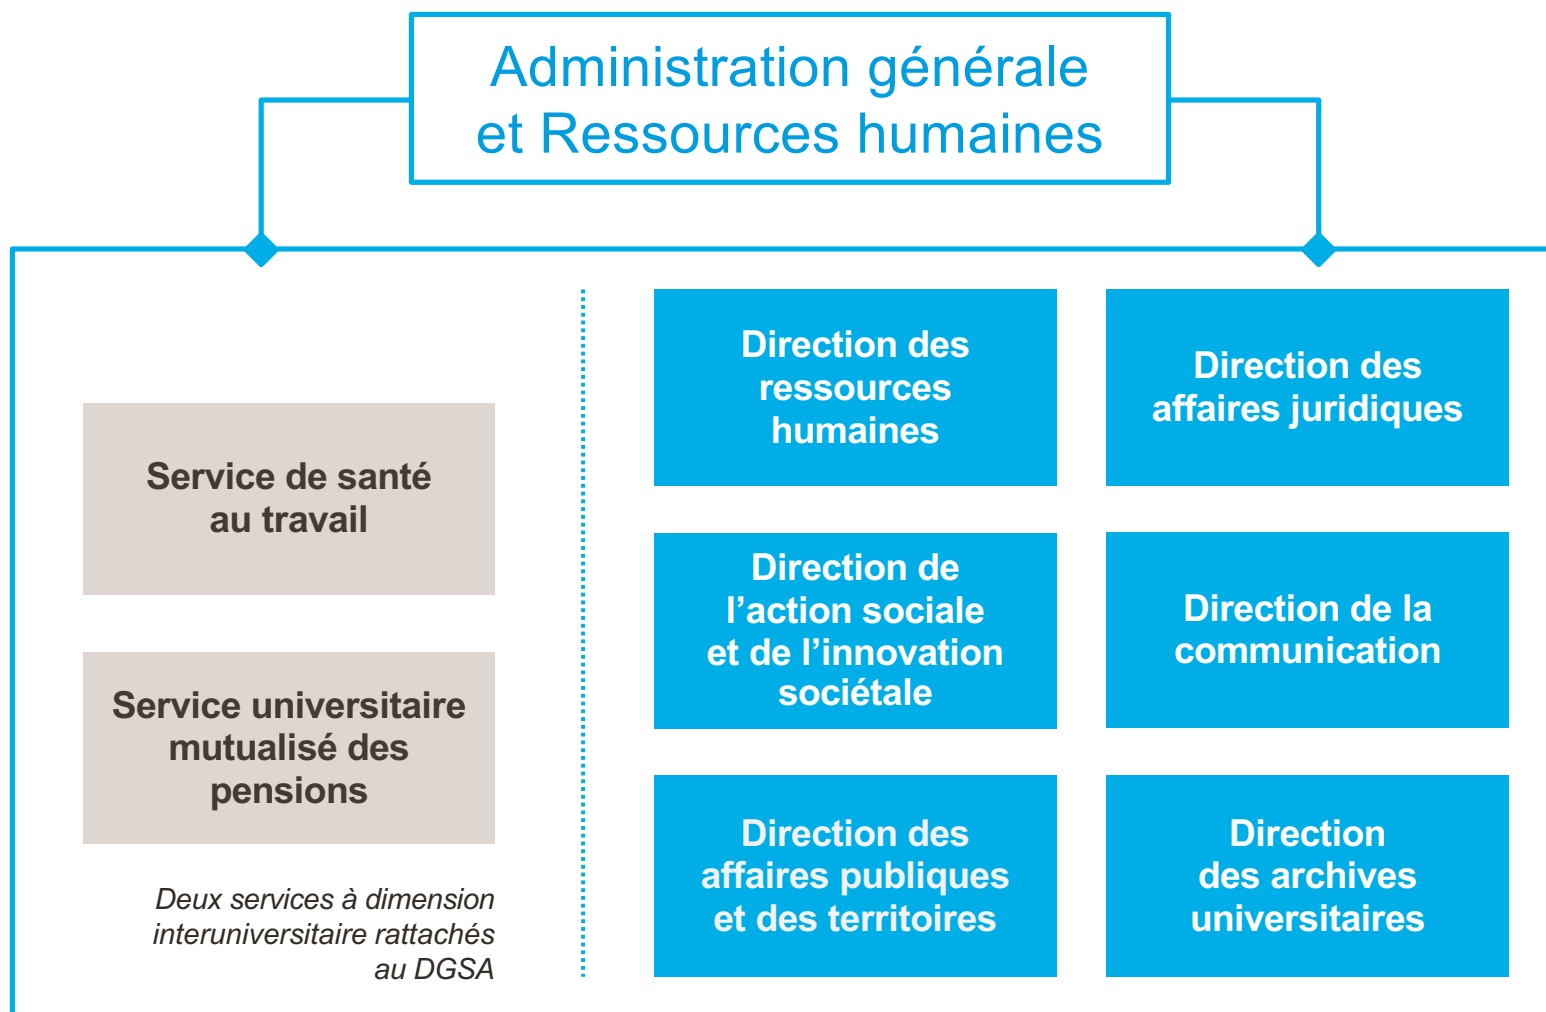 Administration générale
et Ressources humaines
Service de santé
au travail
Service universitaire
mutualisé des
pensions
Deux services à dimension
interuniversitaire rattachés
au DGSA
Direction des
ressources
humaines
Direction des
affaires juridiques
Direction de
l’action sociale
et de l’innovation
sociétale
Direction de la
communication
Direction des
affaires publiques
et des territoires
Direction
des archives
universitaires